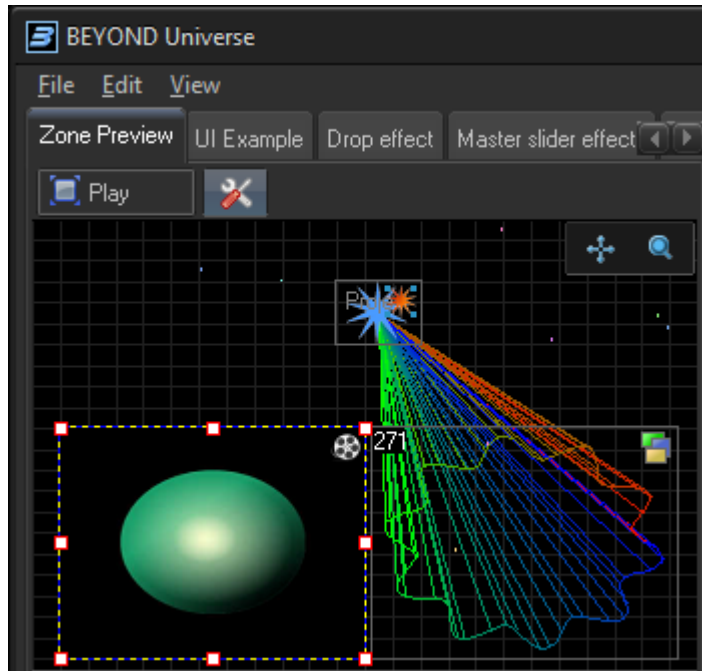 BEYOND Universe
File Edit View
Zone Preview UI Example Drop effect Master slider effect
Play
271